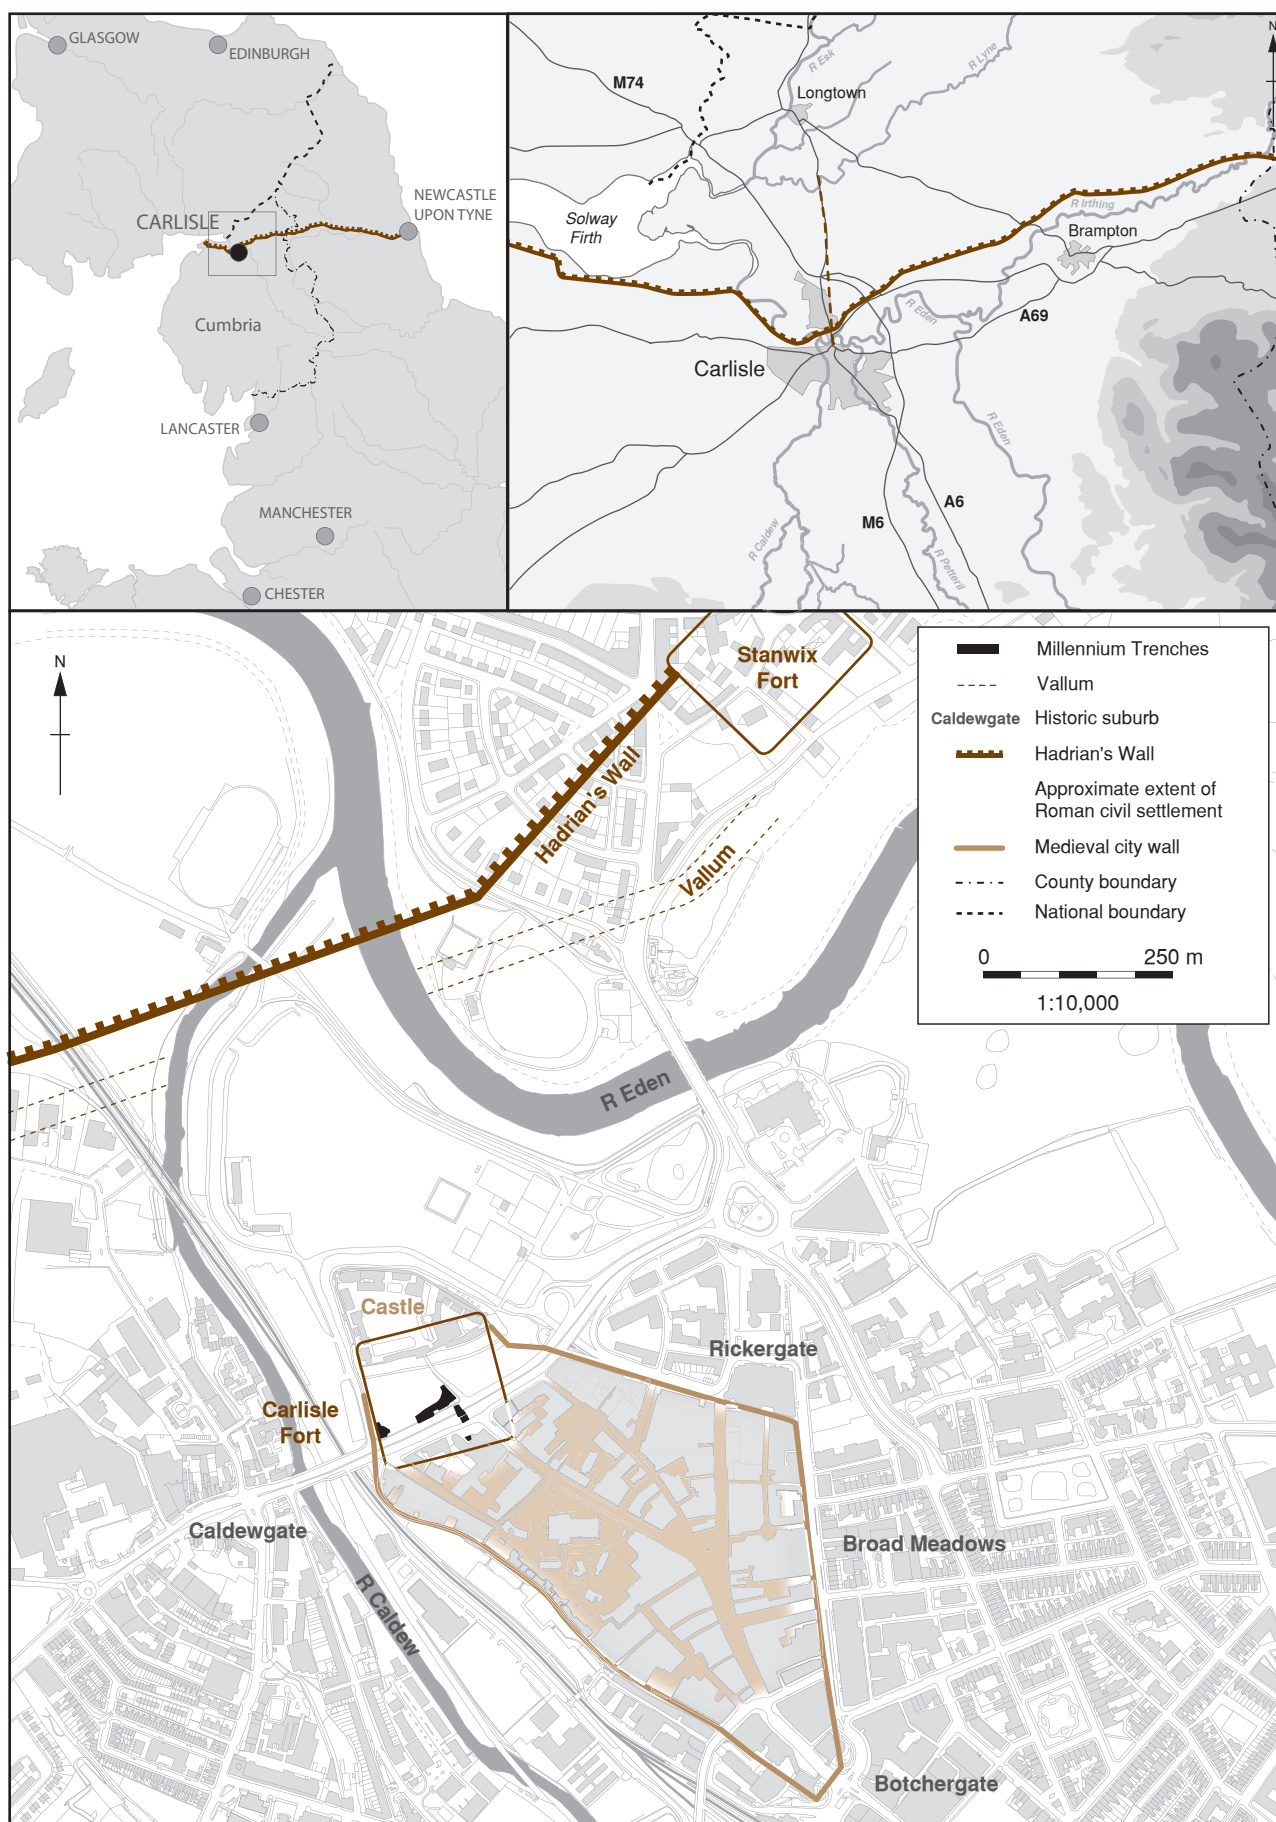 GLASGOW
EDINBURGH
NEWCASTLE
UPON TYNE
CARLISLE
Cumbria
LANCASTER
MANCHESTER
CHESTER
N
M74
R Esk
R Lyne
Longtown
Solway
Firth
R Irthing
Brampton
R Eden
A69
Carlisle
R Eden
A6
M6
R Caldew
R Petteril
N
Stanwix
Fort
Hadrian's Wall
Vallum
R Eden
Millennium Trenches
Vallum
Caldewgate Historic suburb
Hadrian's Wall
Approximate extent of
Roman civil settlement
Medieval city wall
County boundary
National boundary
0 250 m
1:10,000
Castle
Rickergate
Carlisle
Fort
Caldewgate
Broad Meadows
R Caldew
Botchergate